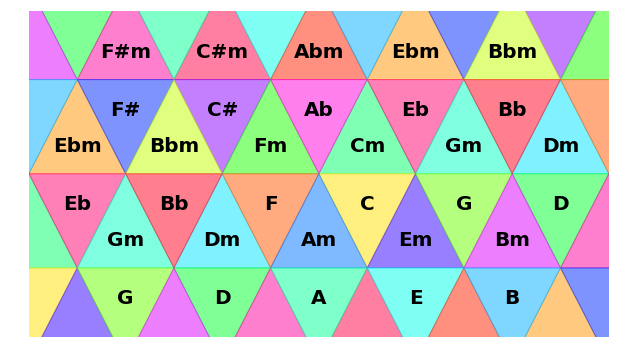 F#m C#m Abm Ebm Bbm
F# C# Ab Eb Bb
Ebm Bbm Fm Cm Gm Dm
Eb Bb F C G D
Gm Dm Am Em Bm
G D A E B